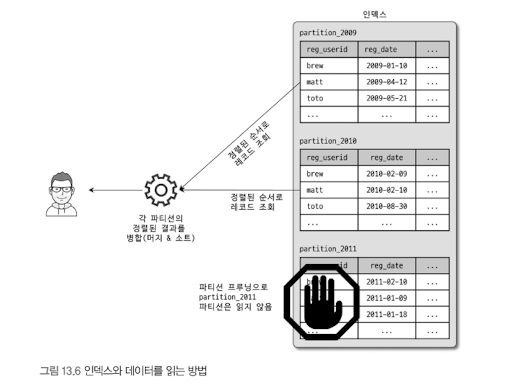 인덱스
partition_2009
reg_userid reg_date ...
brew 2009-01-10 ...
matt 2009-04-12 ...
toto 2009-05-21 ...
... ... ...
정렬된 순서로
레코드 조회
partition_2010
reg_userid reg_date ...
brew 2010-02-09 ...
matt 2010-02-10 ...
toto 2010-08-30 ...
... ... ...
정렬된 순서로
레코드 조회
각 파티션의
정렬된 결과를
병합(머지 & 소트)
partition_2011
id reg_date ...
2011-02-10 ...
2011-01-09 ...
2011-01-18 ...
... ... ...
파티션 프루닝으로
partition_2011
파티션은 읽지 않음
그림 13.6 인덱스와 데이터를 읽는 방법